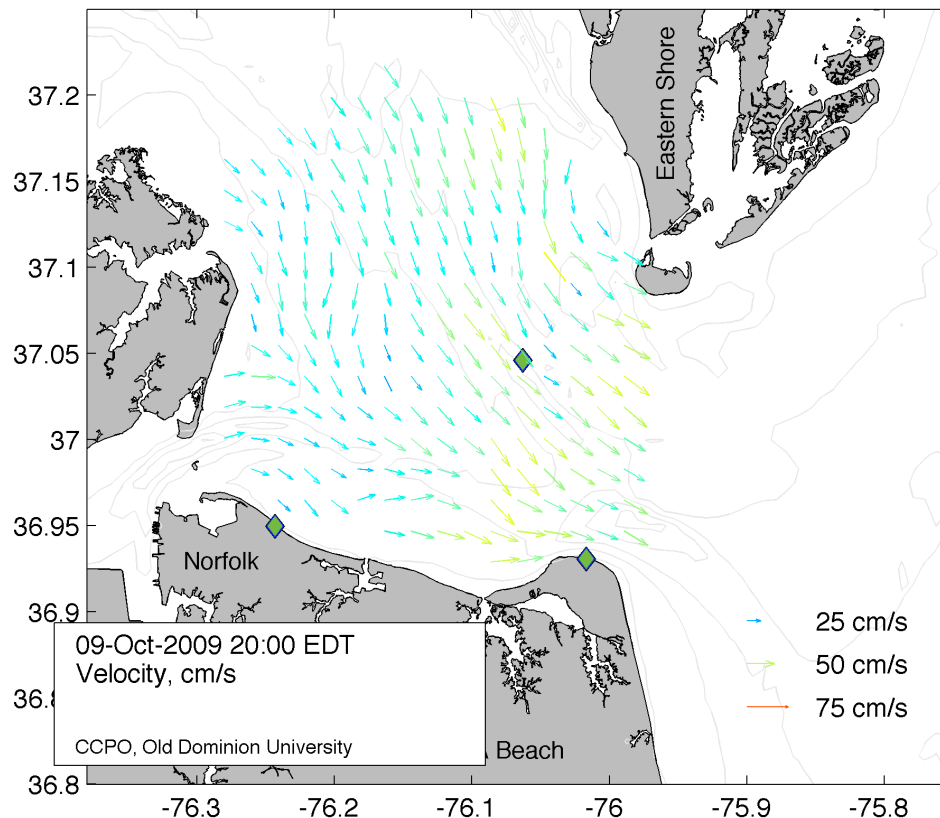 37.2
37.15
37.1
37.05
37
36.95
36.9
36.8
36.8
-76.3
-76.2
-76.1
-76
-75.9
-75.8
Eastern Shore
Norfolk
Beach
25 cm/s
50 cm/s
75 cm/s
09-Oct-2009 20:00 EDT
Velocity, cm/s
CCPO, Old Dominion University